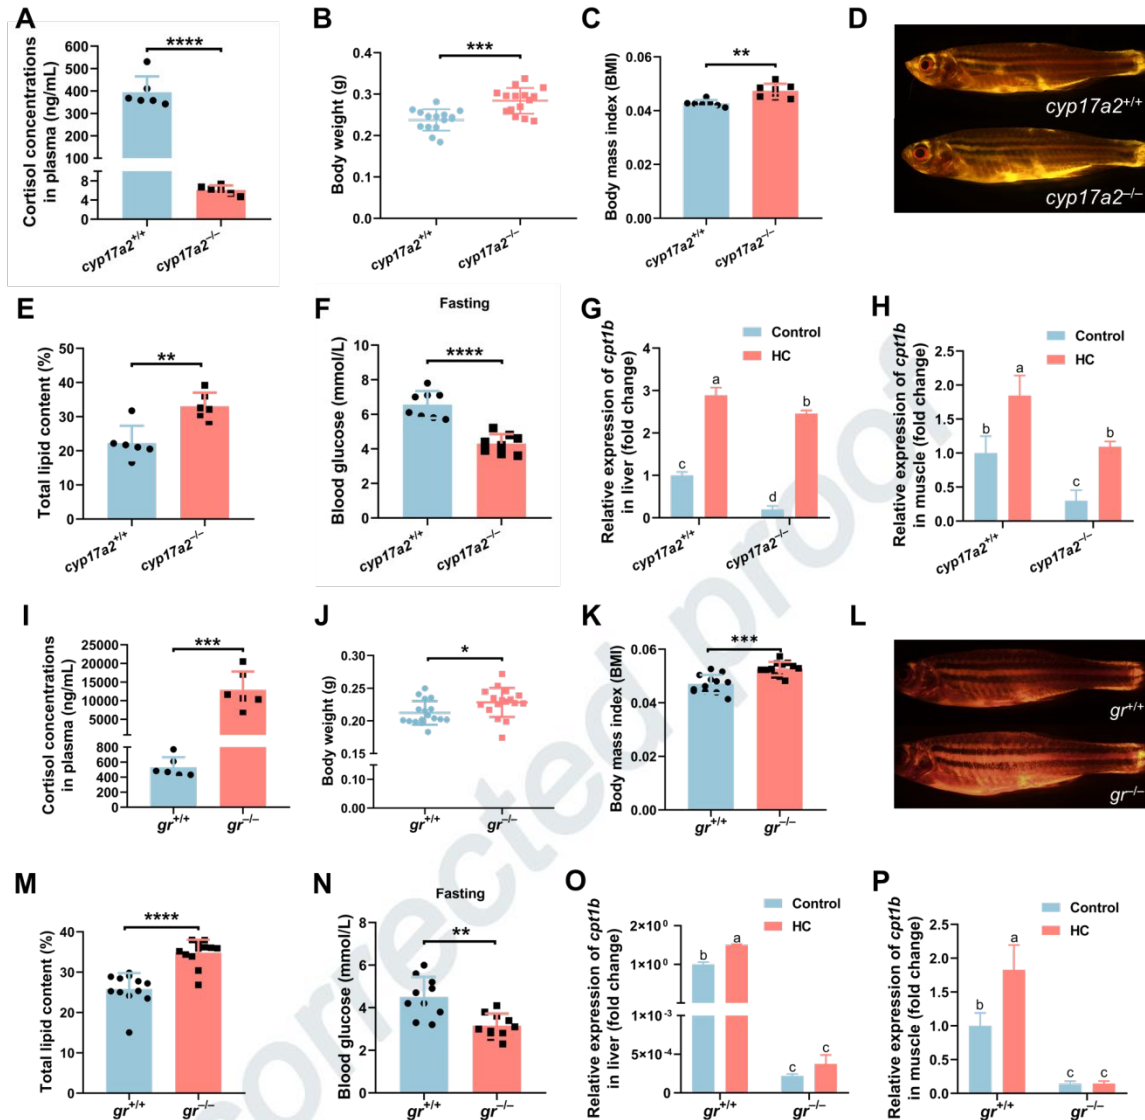 A
Cortisol concentrations
in plasma (ng/mL)
600
500
400
300
200
100
8
4
0
****
cyp17a2+/+
cyp17a2−/−
B
Body weight (g)
0.4
0.3
0.2
0.1
0.0
***
cyp17a2+/+
cyp17a2−/−
C
Body mass index (BMI)
0.06
0.04
0.02
0.00
**
cyp17a2+/+
cyp17a2−/−
D
cyp17a2+/+
cyp17a2−/−
E
Total lipid content (%)
50
40
30
20
10
0
**
cyp17a2+/+
cyp17a2−/−
F
Fasting
Blood glucose (mmol/L)
8
6
4
2
0
****
cyp17a2+/+
cyp17a2−/−
G
Relative expression of cpt1b
in liver (fold change)
Control
HC
4
3
2
1
0
c
a
d
b
cyp17a2+/+
cyp17a2−/−
H
Relative expression of cpt1b
in muscle (fold change)
Control
HC
2.5
2.0
1.5
1.0
0.5
0.0
b
a
c
b
cyp17a2+/+
cyp17a2−/−
I
Cortisol concentrations
in plasma (ng/mL)
25000
20000
15000
10000
5000
800
600
400
200
0
***
gr+/+
gr−/−
J
Body weight (g)
0.30
0.25
0.20
0.15
0.10
0.00
*
gr+/+
gr−/−
K
Body mass index (BMI)
0.06
0.04
0.02
0.00
***
gr+/+
gr−/−
L
gr+/+
gr−/−
M
Total lipid content (%)
40
30
20
10
0
****
gr+/+
gr−/−
N
Fasting
Blood glucose (mmol/L)
8
6
4
2
0
**
gr+/+
gr−/−
O
Relative expression of cpt1b
in liver (fold change)
Control
HC
2×10^0
1×10^0
1×10^-3
5×10^-4
0
b
a
c
c
gr+/+
gr−/−
P
Relative expression of cpt1b
in muscle (fold change)
Control
HC
2.5
2.0
1.5
1.0
0.5
0.0
b
a
c
c
gr+/+
gr−/−
orrected proof